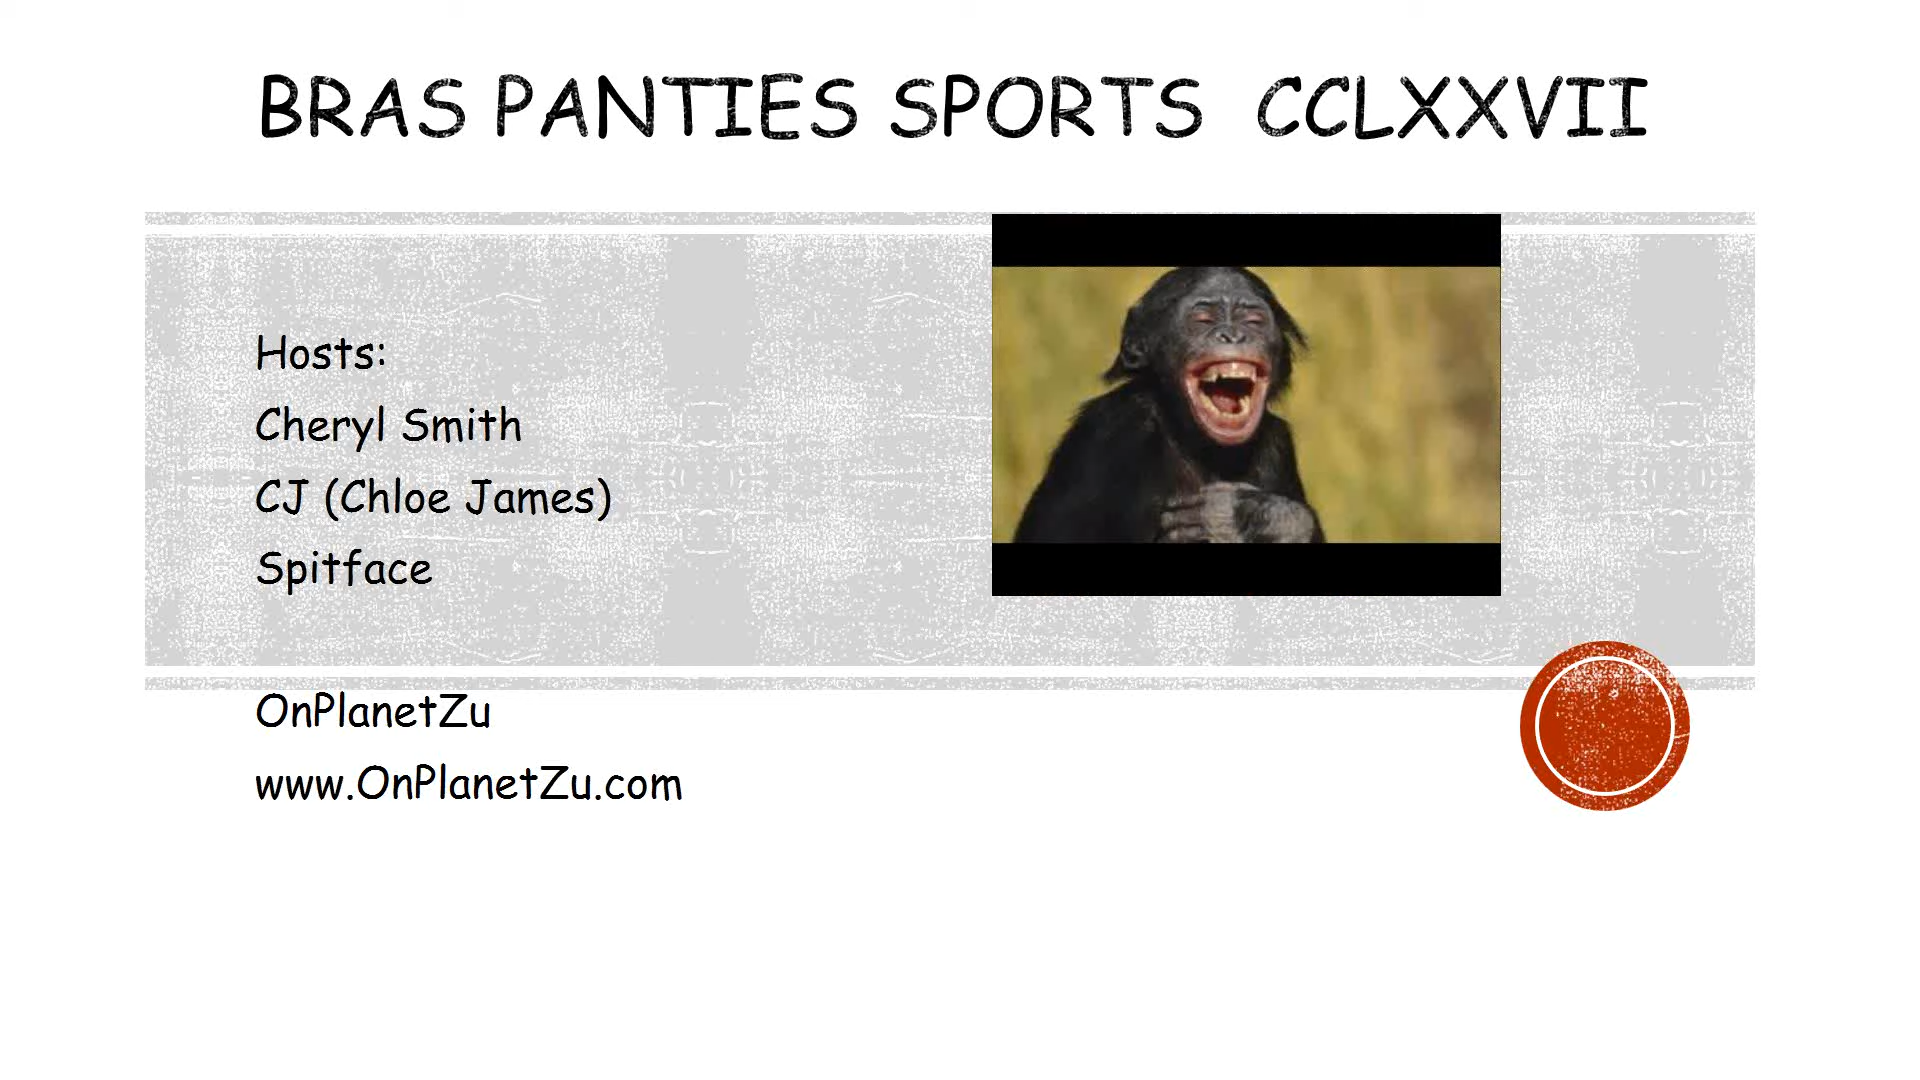 BRAS PANTIES SPORTS CCLXXVII
Hosts:
Cheryl Smith
CJ (Chloe James)
Spitface
OnPlanetZu
www.OnPlanetZu.com